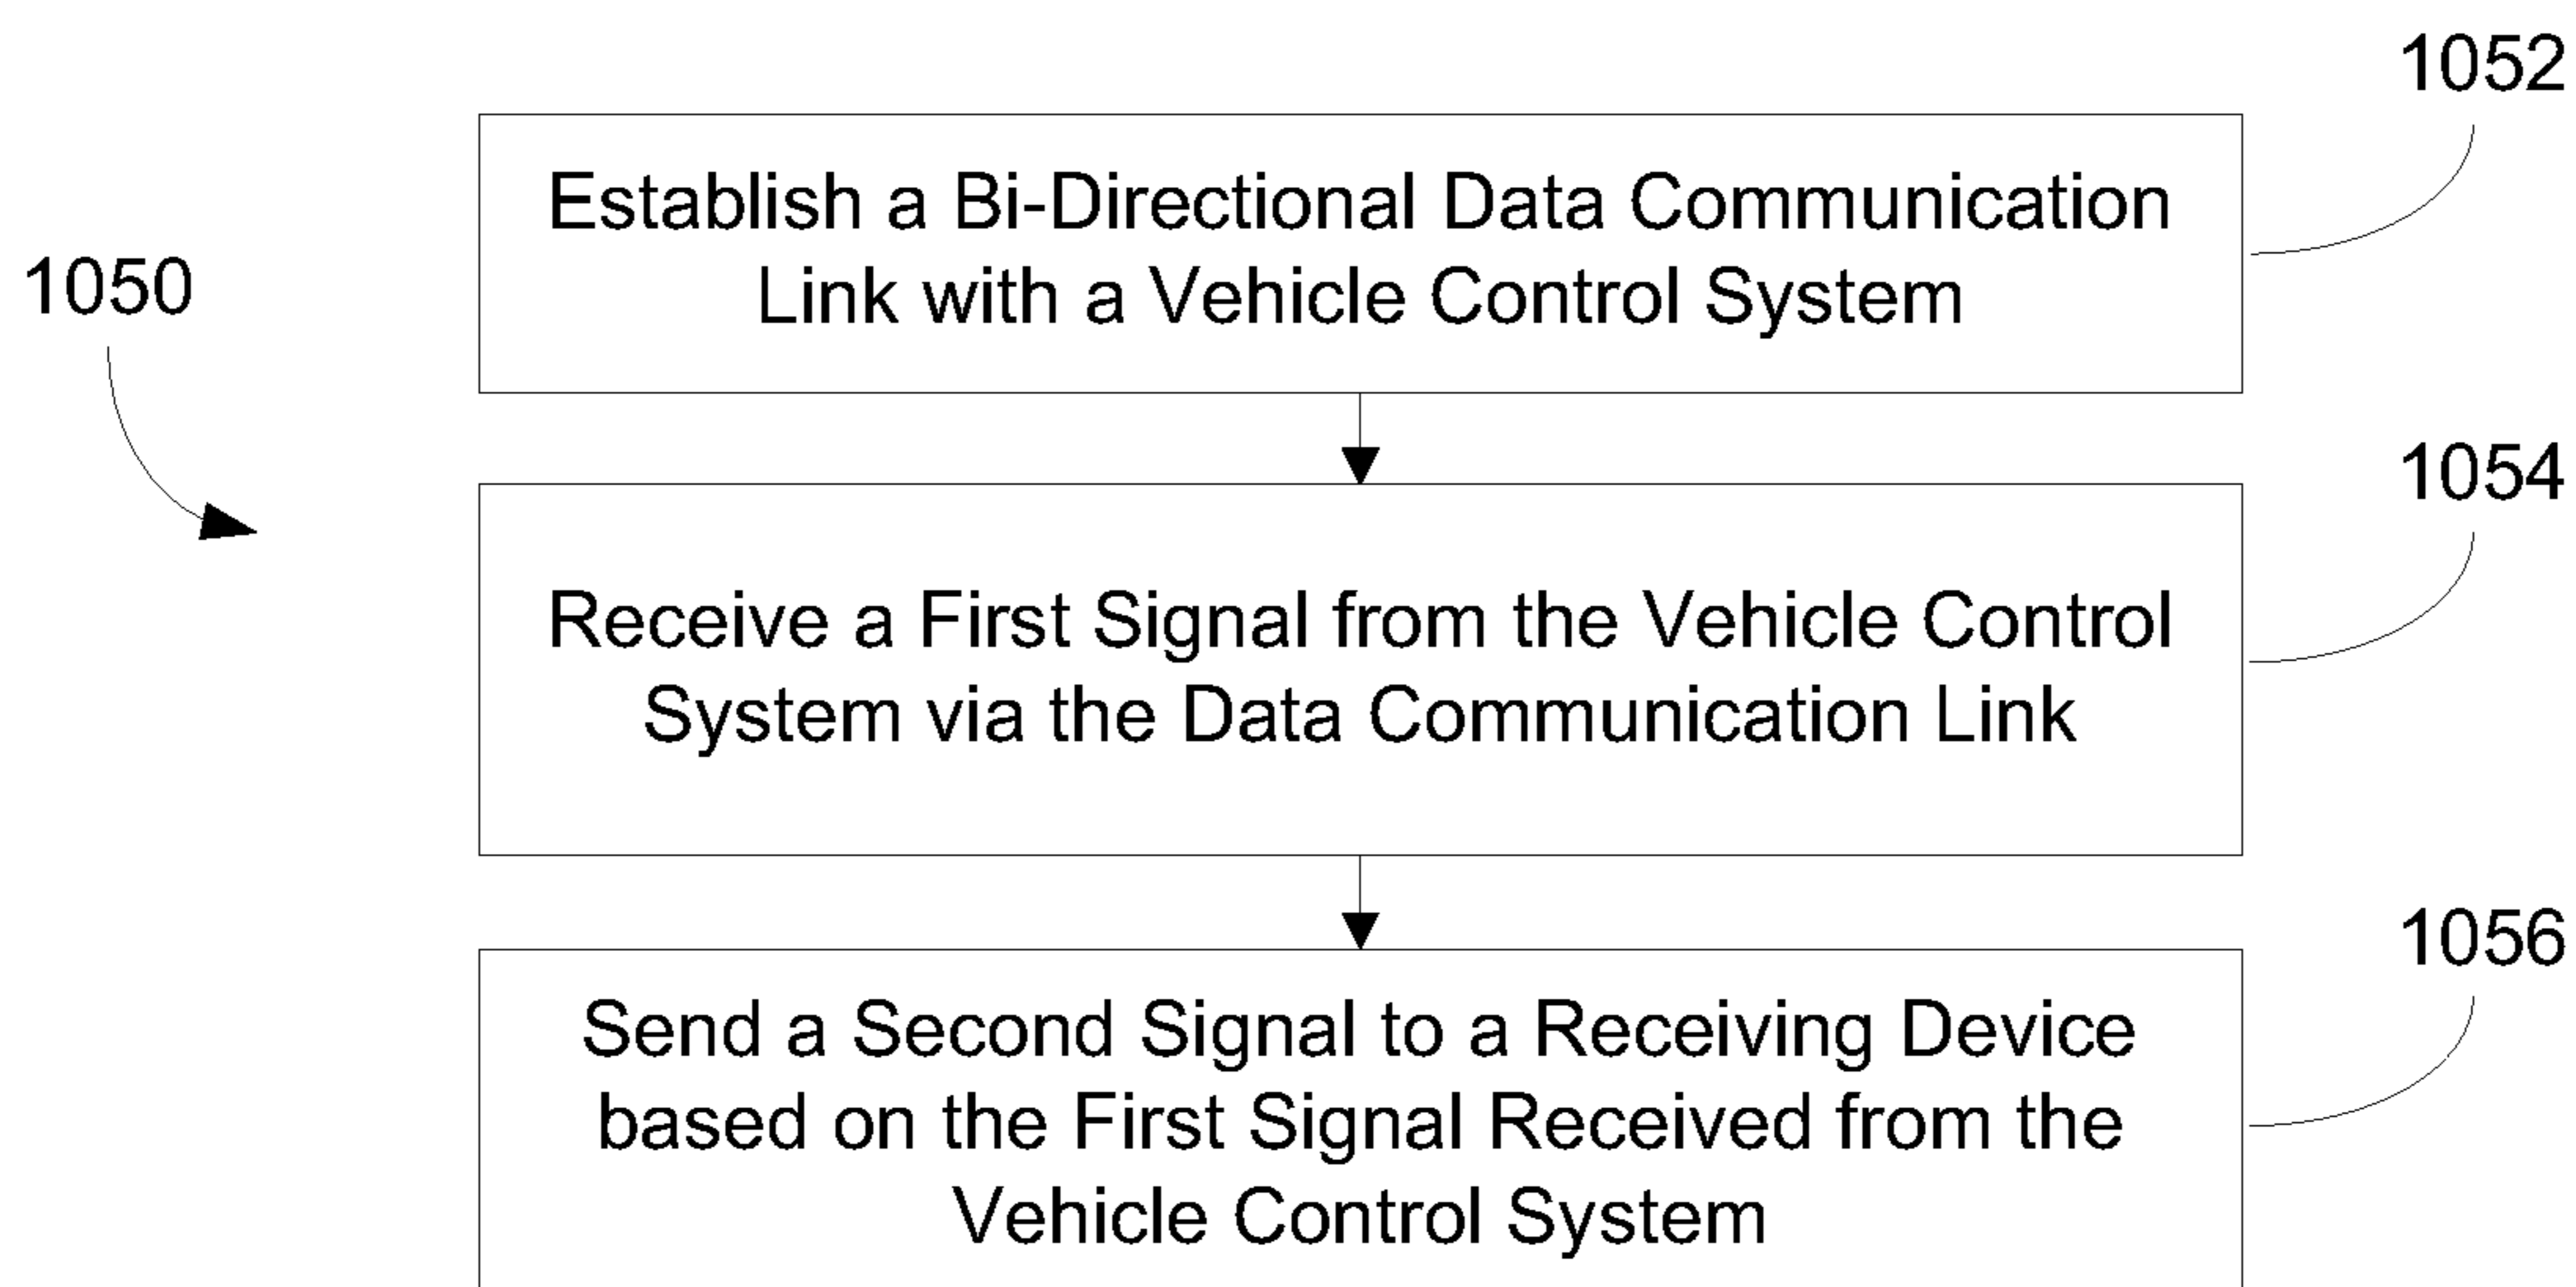 1052
Establish a Bi-Directional Data Communication
Link with a Vehicle Control System
1050
1054
Receive a First Signal from the Vehicle Control
System via the Data Communication Link
1056
Send a Second Signal to a Receiving Device
based on the First Signal Received from the
Vehicle Control System